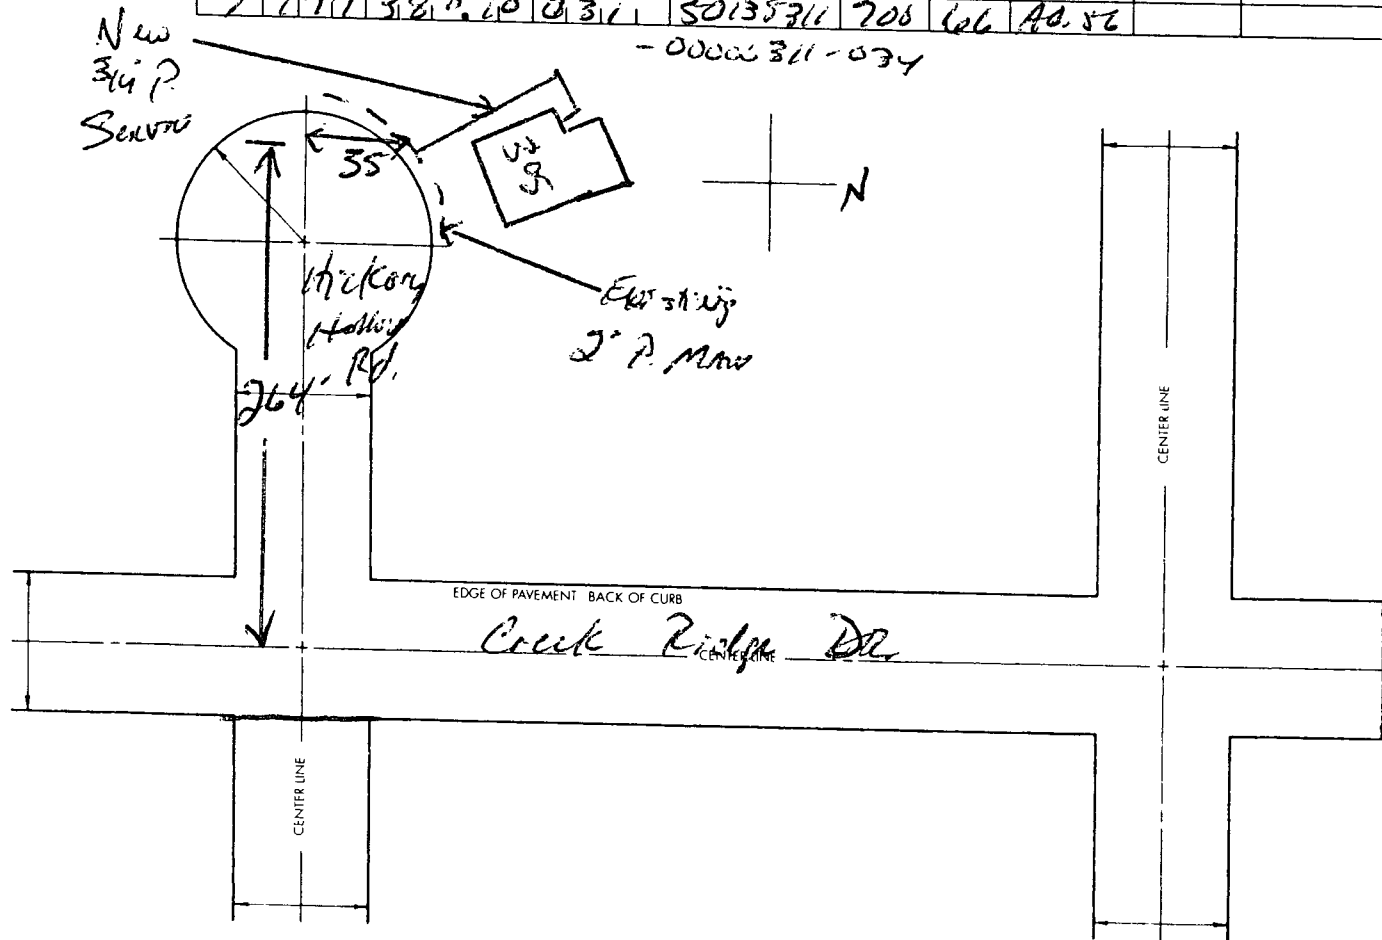 50135311 700 66
-00000311-034
New
3/4 P.
Service
35
N
Hickory
Hollow
Rd.
Existing
2" P. Main
264'
CENTER LINE
EDGE OF PAVEMENT BACK OF CURB
Creek Ridge DR.
CENTER LINE
CENTER LINE